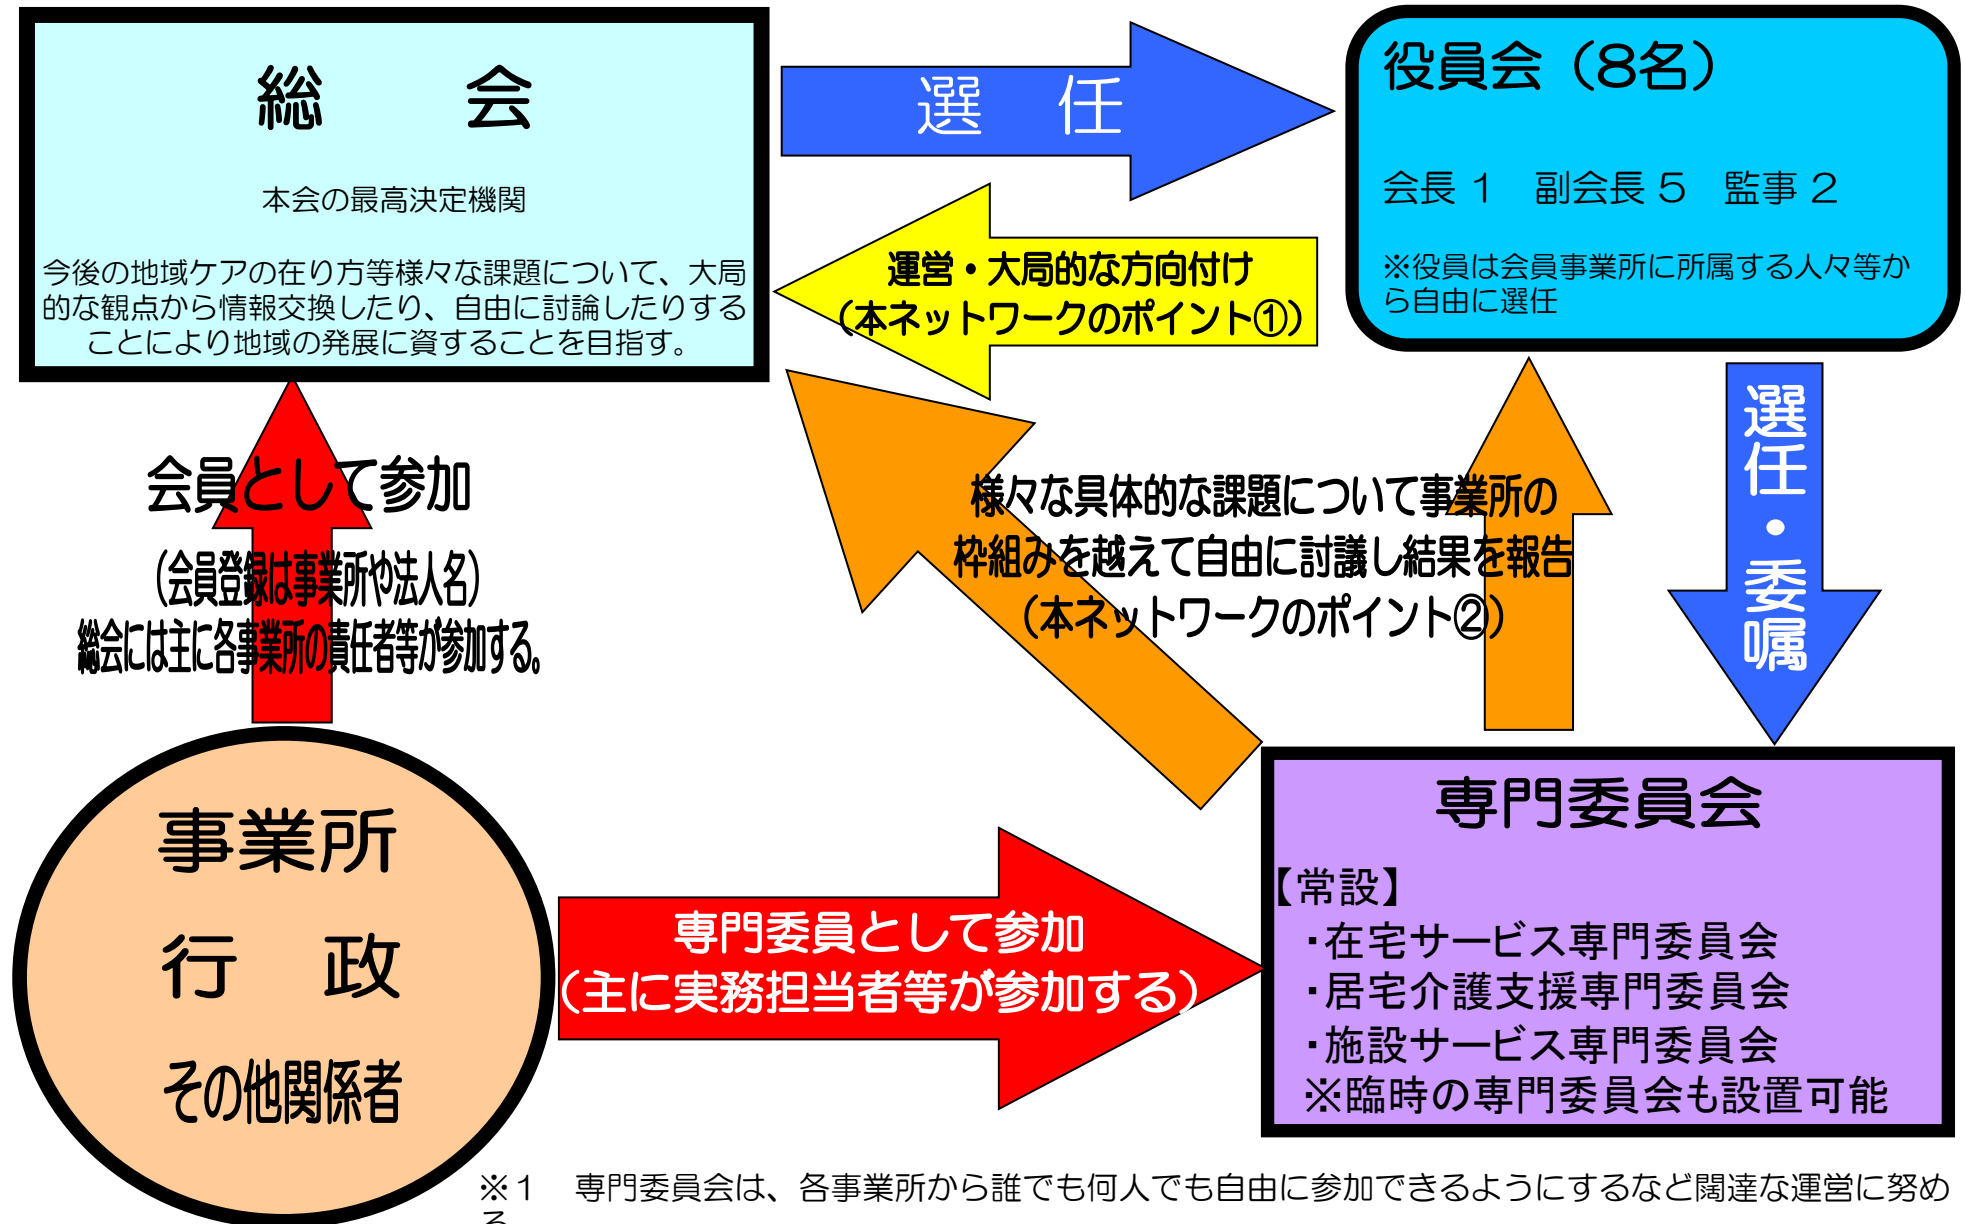 総　　会
本会の最高決定機関
今後の地域ケアの在り方等様々な課題について、大局
的な観点から情報交換したり、自由に討論したりする
ことにより地域の発展に資することを目指す。
選　任
役員会（8名）
会長１　副会長５　監事２
※役員は会員事業所に所属する人々等か
ら自由に選任
運営・大局的な方向付け
（本ネットワークのポイント①）
会員として参加
（会員登録は事業所や法人名）
総会には主に各事業所の責任者等が参加する。
様々な具体的な課題について事業所の
枠組みを越えて自由に討議し結果を報告
（本ネットワークのポイント②）
選任・委嘱
事業所
行　政
その他関係者
専門委員として参加
（主に実務担当者等が参加する）
専門委員会
【常設】
・在宅サービス専門委員会
・居宅介護支援専門委員会
・施設サービス専門委員会
※臨時の専門委員会も設置可能
※１　専門委員会は、各事業所から誰でも何人でも自由に参加できるようにするなど闊達な運営に努め
る